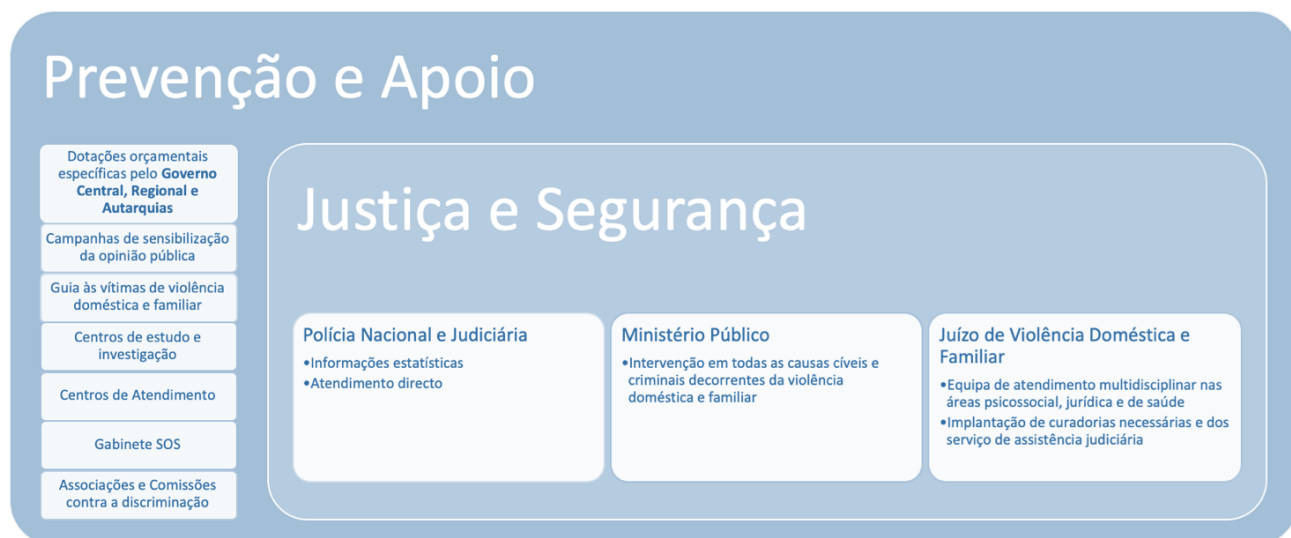 Prevenção e Apoio
Dotações orçamentais
específicas pelo Governo
Central, Regional e
Autarquias
Campanhas de sensibilização
da opinião pública
Guia às vítimas de violência
doméstica e familiar
Centros de estudo e
investigação
Centros de Atendimento
Gabinete SOS
Associações e Comissões
contra a discriminação
Justiça e Segurança
Polícia Nacional e Judiciária
•Informações estatísticas
•Atendimento directo
Ministério Público
•Intervenção em todas as causas cíveis e
criminais decorrentes da violência
doméstica e familiar
Juízo de Violência Doméstica e
Familiar
•Equipa de atendimento multidisciplinar nas
áreas psicossocial, jurídica e de saúde
•Implantação de curadorias necessárias e dos
serviço de assistência judiciária